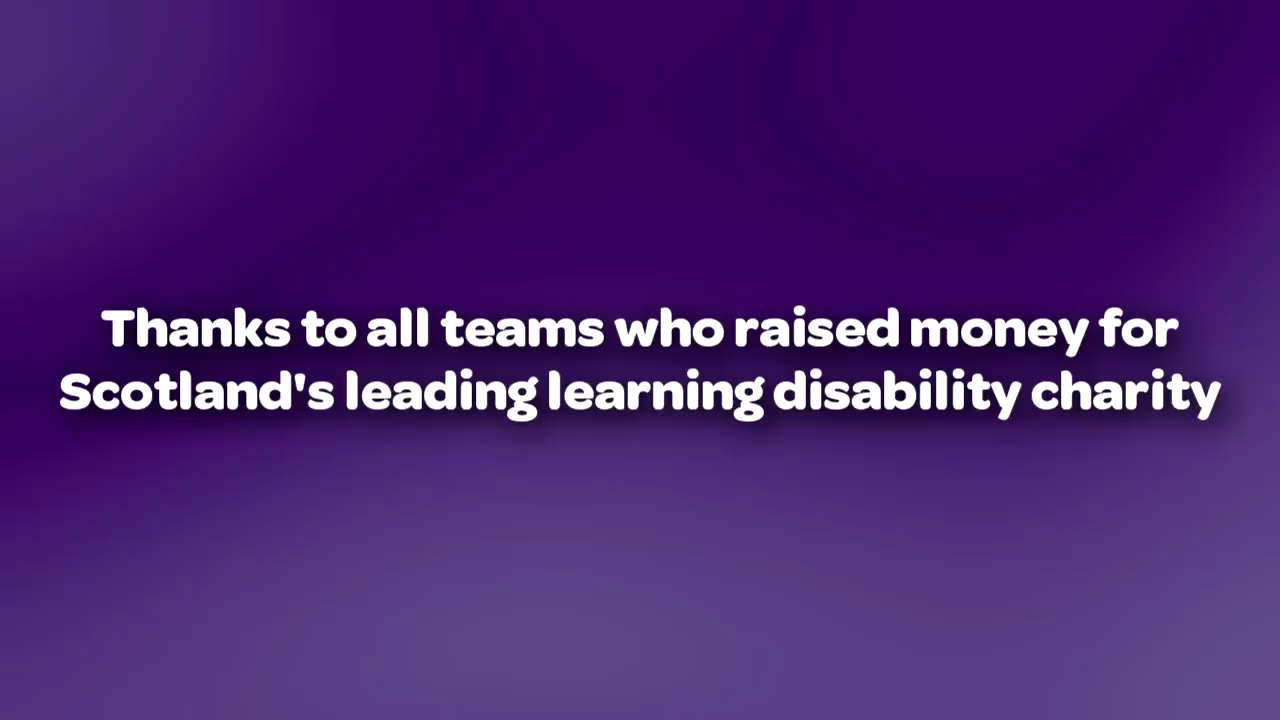 Thanks to all teams who raised money for
Scotland's leading learning disability charity